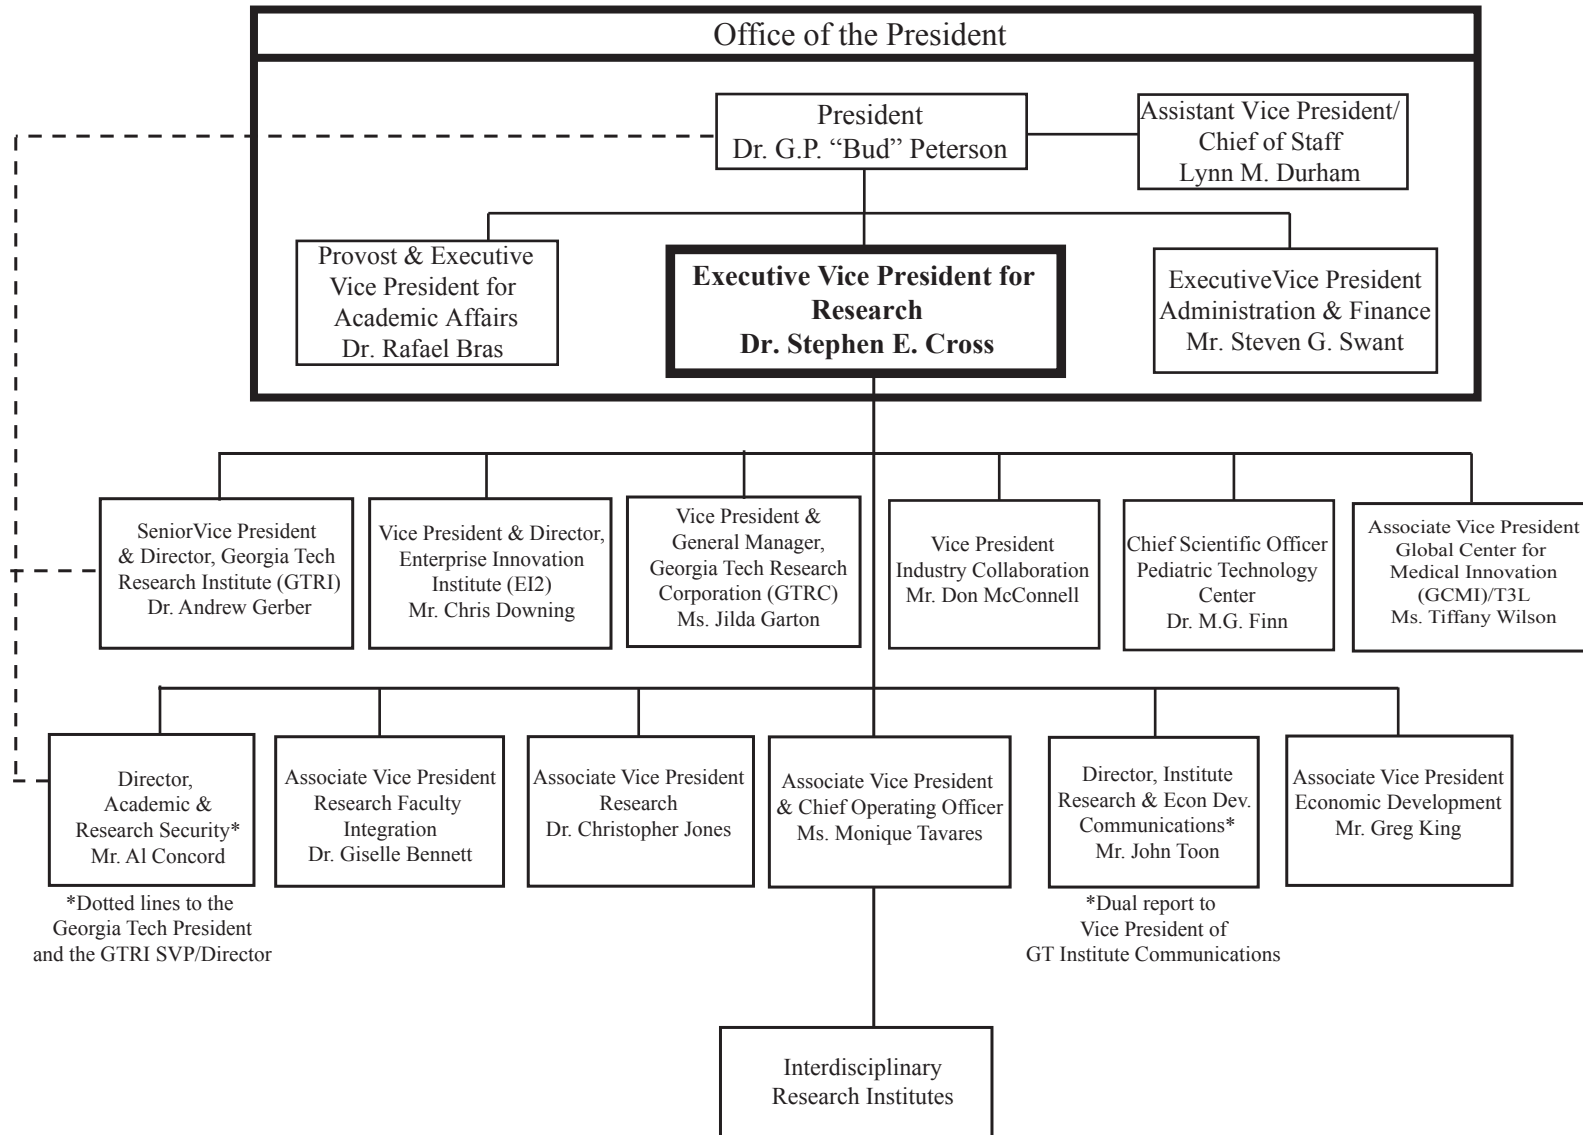 Office of the President
President
Dr. G.P. “Bud” Peterson
Assistant Vice President/
Chief of Staff
Lynn M. Durham
Provost & Executive
Vice President for
Academic Affairs
Dr. Rafael Bras
Executive Vice President for
Research
Dr. Stephen E. Cross
ExecutiveVice President
Administration & Finance
Mr. Steven G. Swant
SeniorVice President
& Director, Georgia Tech
Research Institute (GTRI)
Dr. Andrew Gerber
Vice President & Director,
Enterprise Innovation
Institute (EI2)
Mr. Chris Downing
Vice President &
General Manager,
Georgia Tech Research
Corporation (GTRC)
Ms. Jilda Garton
Vice President
Industry Collaboration
Mr. Don McConnell
Chief Scientific Officer
Pediatric Technology
Center
Dr. M.G. Finn
Associate Vice President
Global Center for
Medical Innovation
(GCMI)/T3L
Ms. Tiffany Wilson
Director,
Academic &
Research Security*
Mr. Al Concord
*Dotted lines to the
Georgia Tech President
and the GTRI SVP/Director
Associate Vice President
Research Faculty
Integration
Dr. Giselle Bennett
Associate Vice President
Research
Dr. Christopher Jones
Associate Vice President
& Chief Operating Officer
Ms. Monique Tavares
Director, Institute
Research & Econ Dev.
Communications*
Mr. John Toon
*Dual report to
Vice President of
GT Institute Communications
Associate Vice President
Economic Development
Mr. Greg King
Interdisciplinary
Research Institutes